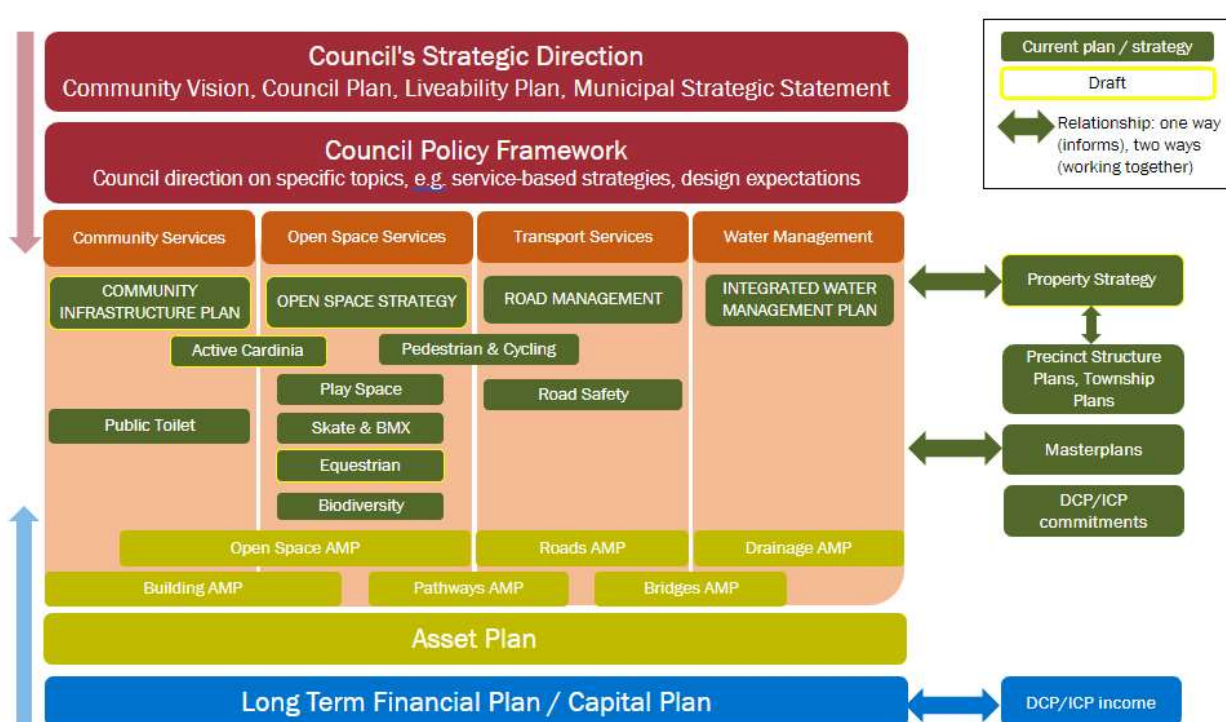 Council's Strategic Direction
Community Vision, Council Plan, Liveability Plan, Municipal Strategic Statement
Council Policy Framework
Council direction on specific topics, e.g. service-based strategies, design expectations
Community Services
Open Space Services
Transport Services
Water Management
COMMUNITY
INFRASTRUCTURE PLAN
OPEN SPACE STRATEGY
ROAD MANAGEMENT
INTEGRATED WATER
MANAGEMENT PLAN
Active Cardinia
Pedestrian & Cycling
Play Space
Road Safety
Public Toilet
Skate & BMX
Equestrian
Biodiversity
Open Space AMP
Roads AMP
Drainage AMP
Building AMP
Pathways AMP
Bridges AMP
Asset Plan
Long Term Financial Plan / Capital Plan
Current plan / strategy
Draft
Relationship: one way
(informs), two ways
(working together)
Property Strategy
Precinct Structure
Plans, Township
Plans
Masterplans
DCP/ICP
commitments
DCP/ICP income